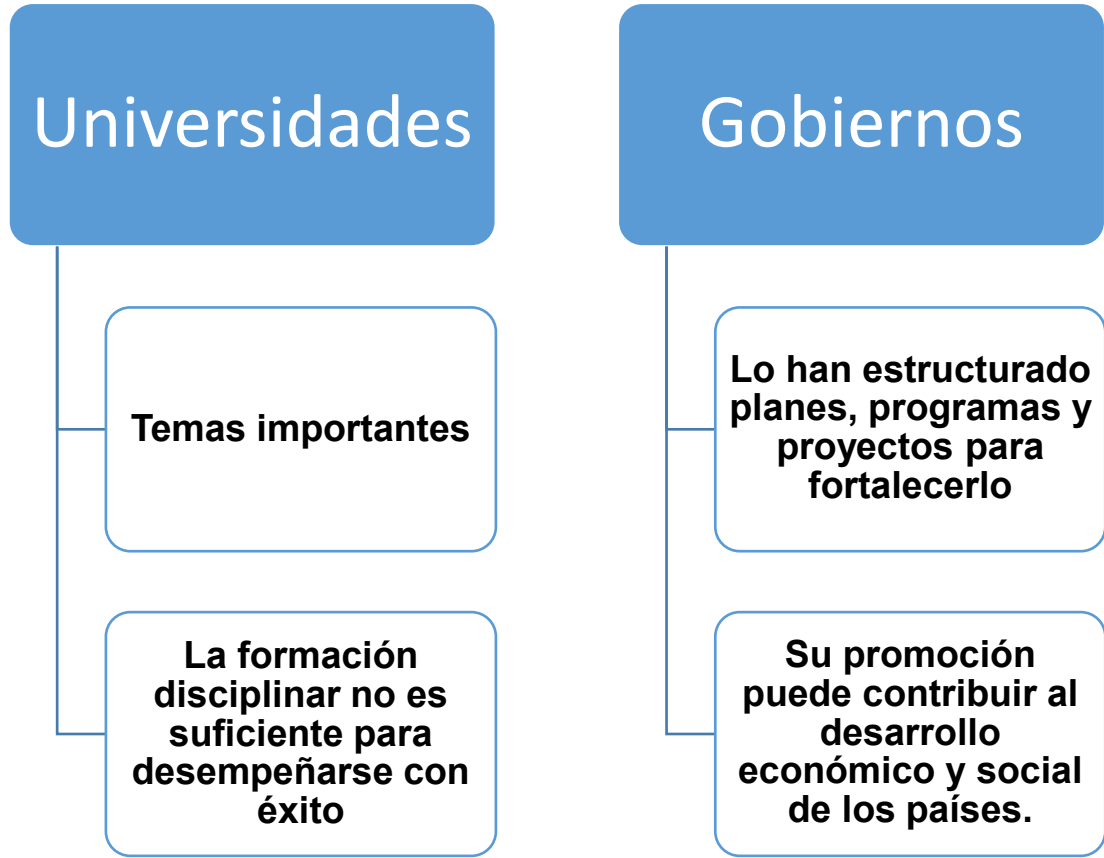 Universidades
Temas importantes
La formación
disciplinar no es
suficiente para
desempeñarse con
éxito
Gobiernos
Lo han estructurado
planes, programas y
proyectos para
fortalecerlo
Su promoción
puede contribuir al
desarrollo
económico y social
de los países.